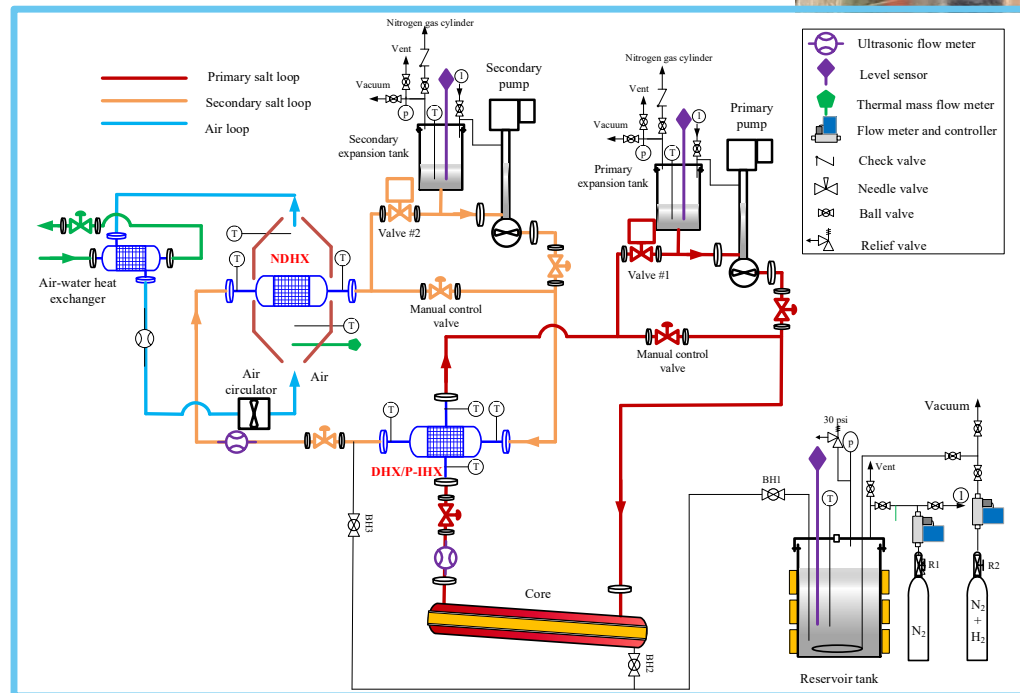 Nitrogen gas cylinder
Vent
Vacuum
P
T
1
Secondary
expansion tank
Secondary
pump
Nitrogen gas cylinder
Vent
Vacuum
P
T
1
Primary
expansion tank
Primary
pump
Ultrasonic flow meter
Level sensor
Thermal mass flow meter
Flow meter and controller
Check valve
Needle valve
Ball valve
Relief valve
Primary salt loop
Secondary salt loop
Air loop
Valve #2
Valve #1
Air-water heat
exchanger
T
T
NDHX
T
T
Manual control
valve
Manual control
valve
Air
circulator
Air
T
T
T
T
DHX/P-IHX
BH3
BH1
BH2
Core
30 psi
P
T
Vent
Vacuum
1
R1
R2
N2
N2
+
H2
Reservoir tank